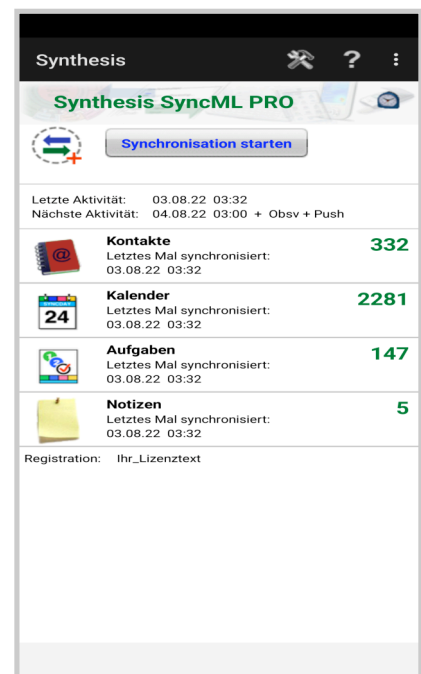 Synthesis ?
Synthesis SyncML PRO
Synchronisation starten
Letzte Aktivität: 03.08.22 03:32
Nächste Aktivität: 04.08.22 03:00 + Obsv + Push
@
Kontakte 332
Letztes Mal synchronisiert:
03.08.22 03:32
SYNCDAY
24
Kalender 2281
Letztes Mal synchronisiert:
03.08.22 03:32
Aufgaben 147
Letztes Mal synchronisiert:
03.08.22 03:32
Notizen 5
Letztes Mal synchronisiert:
03.08.22 03:32
Registration: Ihr_Lizenztext